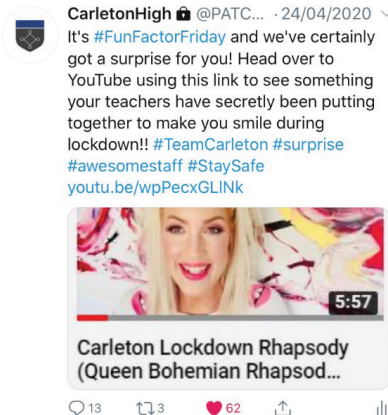 CarletonHigh 🔒 @PATC... · 24/04/2020
It's #FunFactorFriday and we've certainly
got a surprise for you! Head over to
YouTube using this link to see something
your teachers have secretly been putting
together to make you smile during
lockdown!! #TeamCarleton #surprise
#awesomestaff #StaySafe
youtu.be/wpPecxGLlNk
5:57
Carleton Lockdown Rhapsody
(Queen Bohemian Rhapsod...
13 3 62